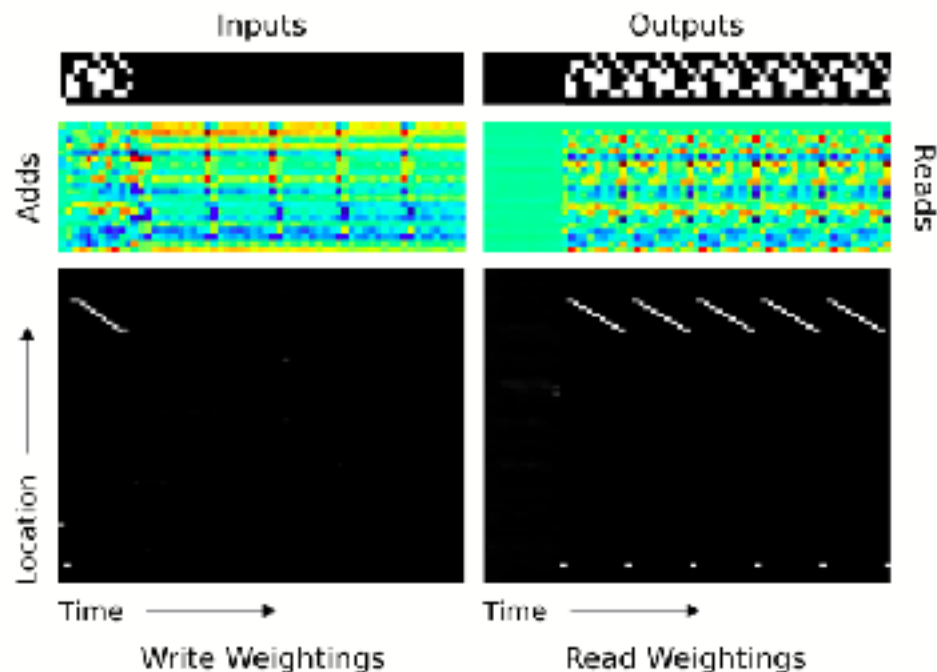 Inputs
Outputs
Adds
Reads
Location
Time
Time
Write Weightings
Read Weightings